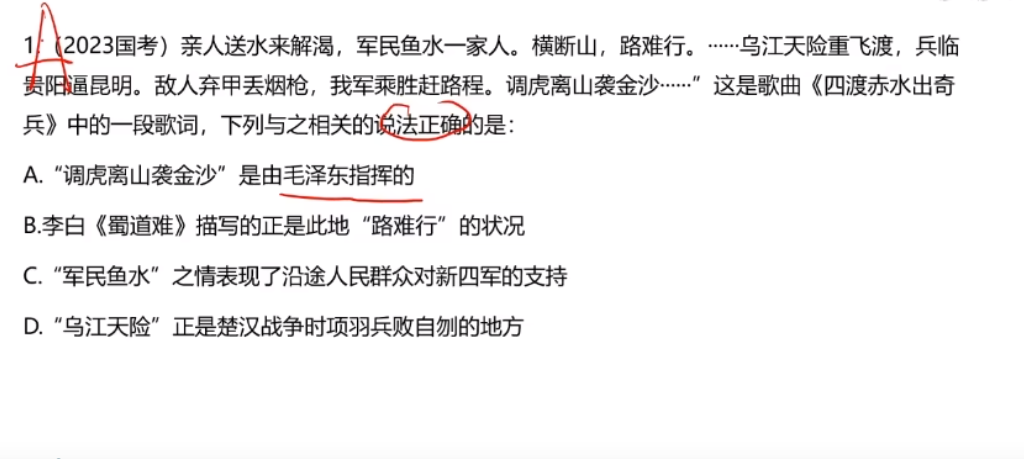 A
1.（2023国考）亲人送水来解渴，军民鱼水一家人。横断山，路难行。……乌江天险重飞渡，兵临
贵阳逼昆明。敌人弃甲丢烟枪，我军乘胜赶路程。调虎离山袭金沙……”这是歌曲《四渡赤水出奇
兵》中的一段歌词，下列与之相关的说法正确的是：
A.“调虎离山袭金沙”是由毛泽东指挥的
B.李白《蜀道难》描写的正是此地“路难行”的状况
C.“军民鱼水”之情表现了沿途人民群众对新四军的支持
D.“乌江天险”正是楚汉战争时项羽兵败自刎的地方